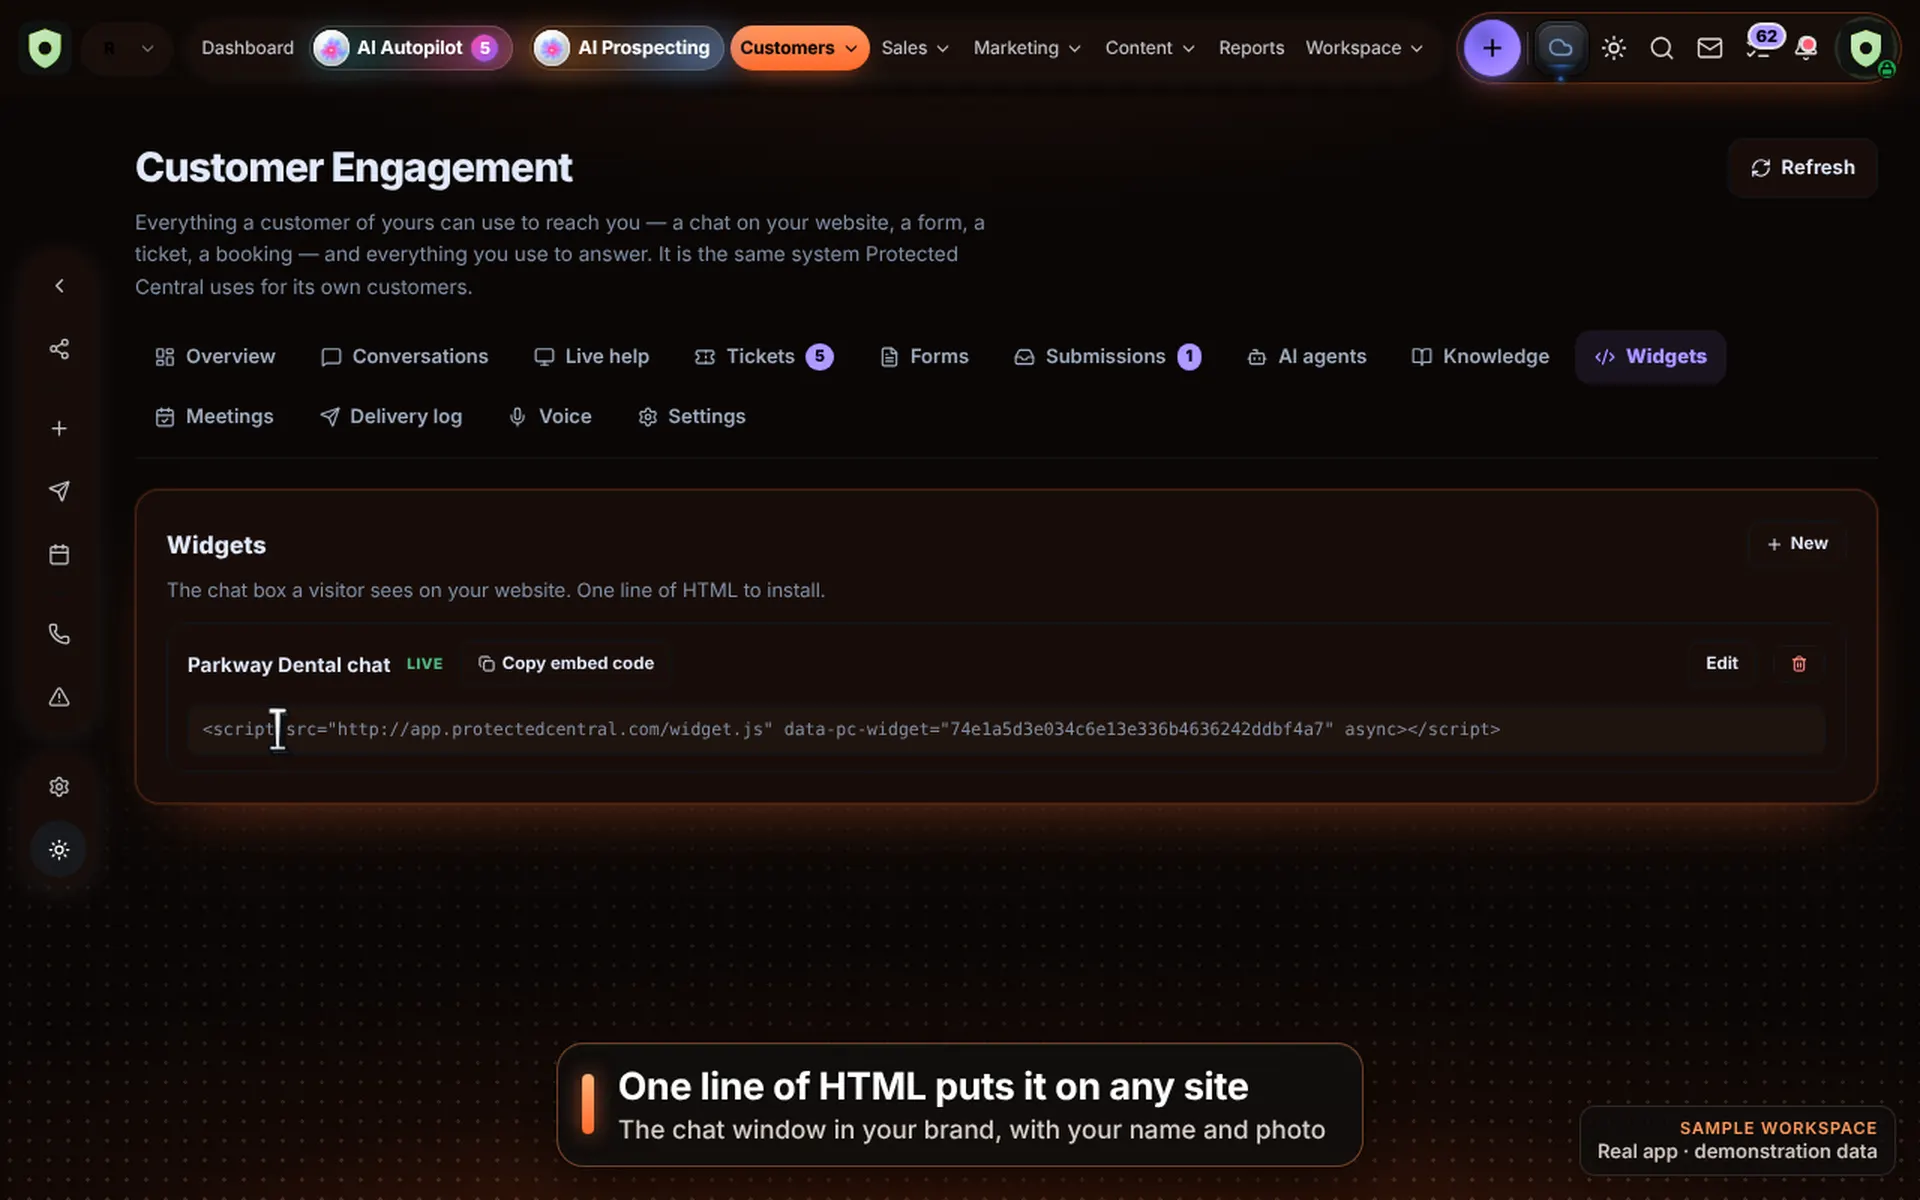 R
Dashboard
AI Autopilot 5
AI Prospecting
Customers
Sales
Marketing
Content
Reports
Workspace
62
Customer Engagement
Refresh
Everything a customer of yours can use to reach you — a chat on your website, a form, a
ticket, a booking — and everything you use to answer. It is the same system Protected
Central uses for its own customers.
Overview
Conversations
Live help
Tickets 5
Forms
Submissions 1
AI agents
Knowledge
Widgets
Meetings
Delivery log
Voice
Settings
Widgets
New
The chat box a visitor sees on your website. One line of HTML to install.
Parkway Dental chat LIVE Copy embed code
Edit
<script src="http://app.protectedcentral.com/widget.js" data-pc-widget="74e1a5d3e034c6e13e336b4636242ddbf4a7" async></script>
One line of HTML puts it on any site
The chat window in your brand, with your name and photo
SAMPLE WORKSPACE
Real app · demonstration data